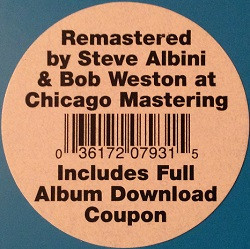 Remastered
by Steve Albini
& Bob Weston at
Chicago Mastering
0 36172 07931 5
Includes Full
Album Download
Coupon